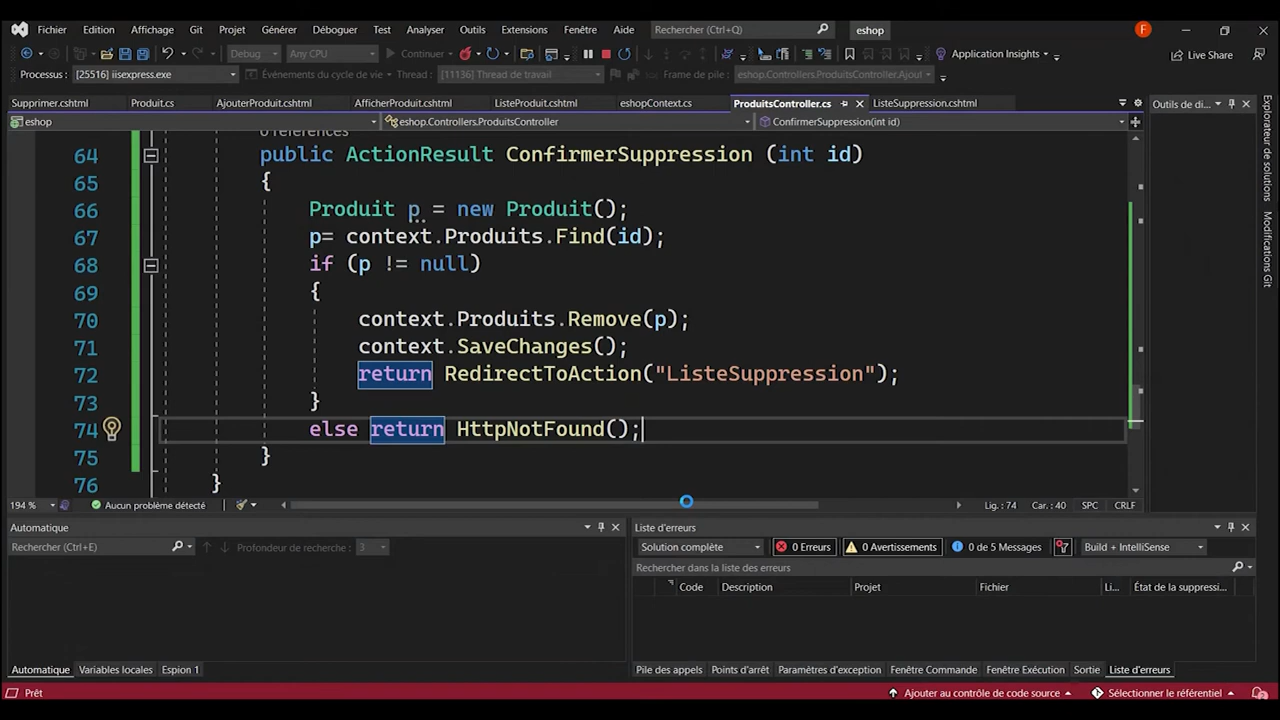 Fichier Edition Affichage Git Projet Générer Déboguer Test Analyser Outils Extensions Fenêtre Aide Rechercher (Ctrl+Q) eshop F
Debug Any CPU Continuer Application Insights Live Share
Processus : [25516] iisexpress.exe Événements du cycle de vie Thread : [11136] Thread de travail Frame de pile : eshop.Controllers.ProduitsController.Ajout
Supprimer.cshtml Produit.cs AjouterProduit.cshtml AfficherProduit.cshtml ListeProduit.cshtml eshopContext.cs ProduitsController.cs ListeSuppression.cshtml Outils de di...
eshop eshop.Controllers.ProduitsController ConfirmerSuppression(int id)
0 references
64 public ActionResult ConfirmerSuppression (int id)
65 {
66 Produit p = new Produit();
67 p= context.Produits.Find(id);
68 if (p != null)
69 {
70 context.Produits.Remove(p);
71 context.SaveChanges();
72 return RedirectToAction("ListeSuppression");
73 }
74 else return HttpNotFound();
75 }
76 }
Explorateur de solutions
Modifications Git
194 % Aucun problème détecté Lig. : 74 Car. : 40 SPC CRLF
Automatique
Rechercher (Ctrl+E) Profondeur de recherche : 3
Liste d'erreurs
Solution complète 0 Erreurs 0 Avertissements 0 de 5 Messages Build + IntelliSense
Rechercher dans la liste des erreurs
Code Description Projet Fichier Li... État de la suppressi...
Automatique Variables locales Espion 1 Pile des appels Points d'arrêt Paramètres d'exception Fenêtre Commande Fenêtre Exécution Sortie Liste d'erreurs
Prêt Ajouter au contrôle de code source Sélectionner le référentiel